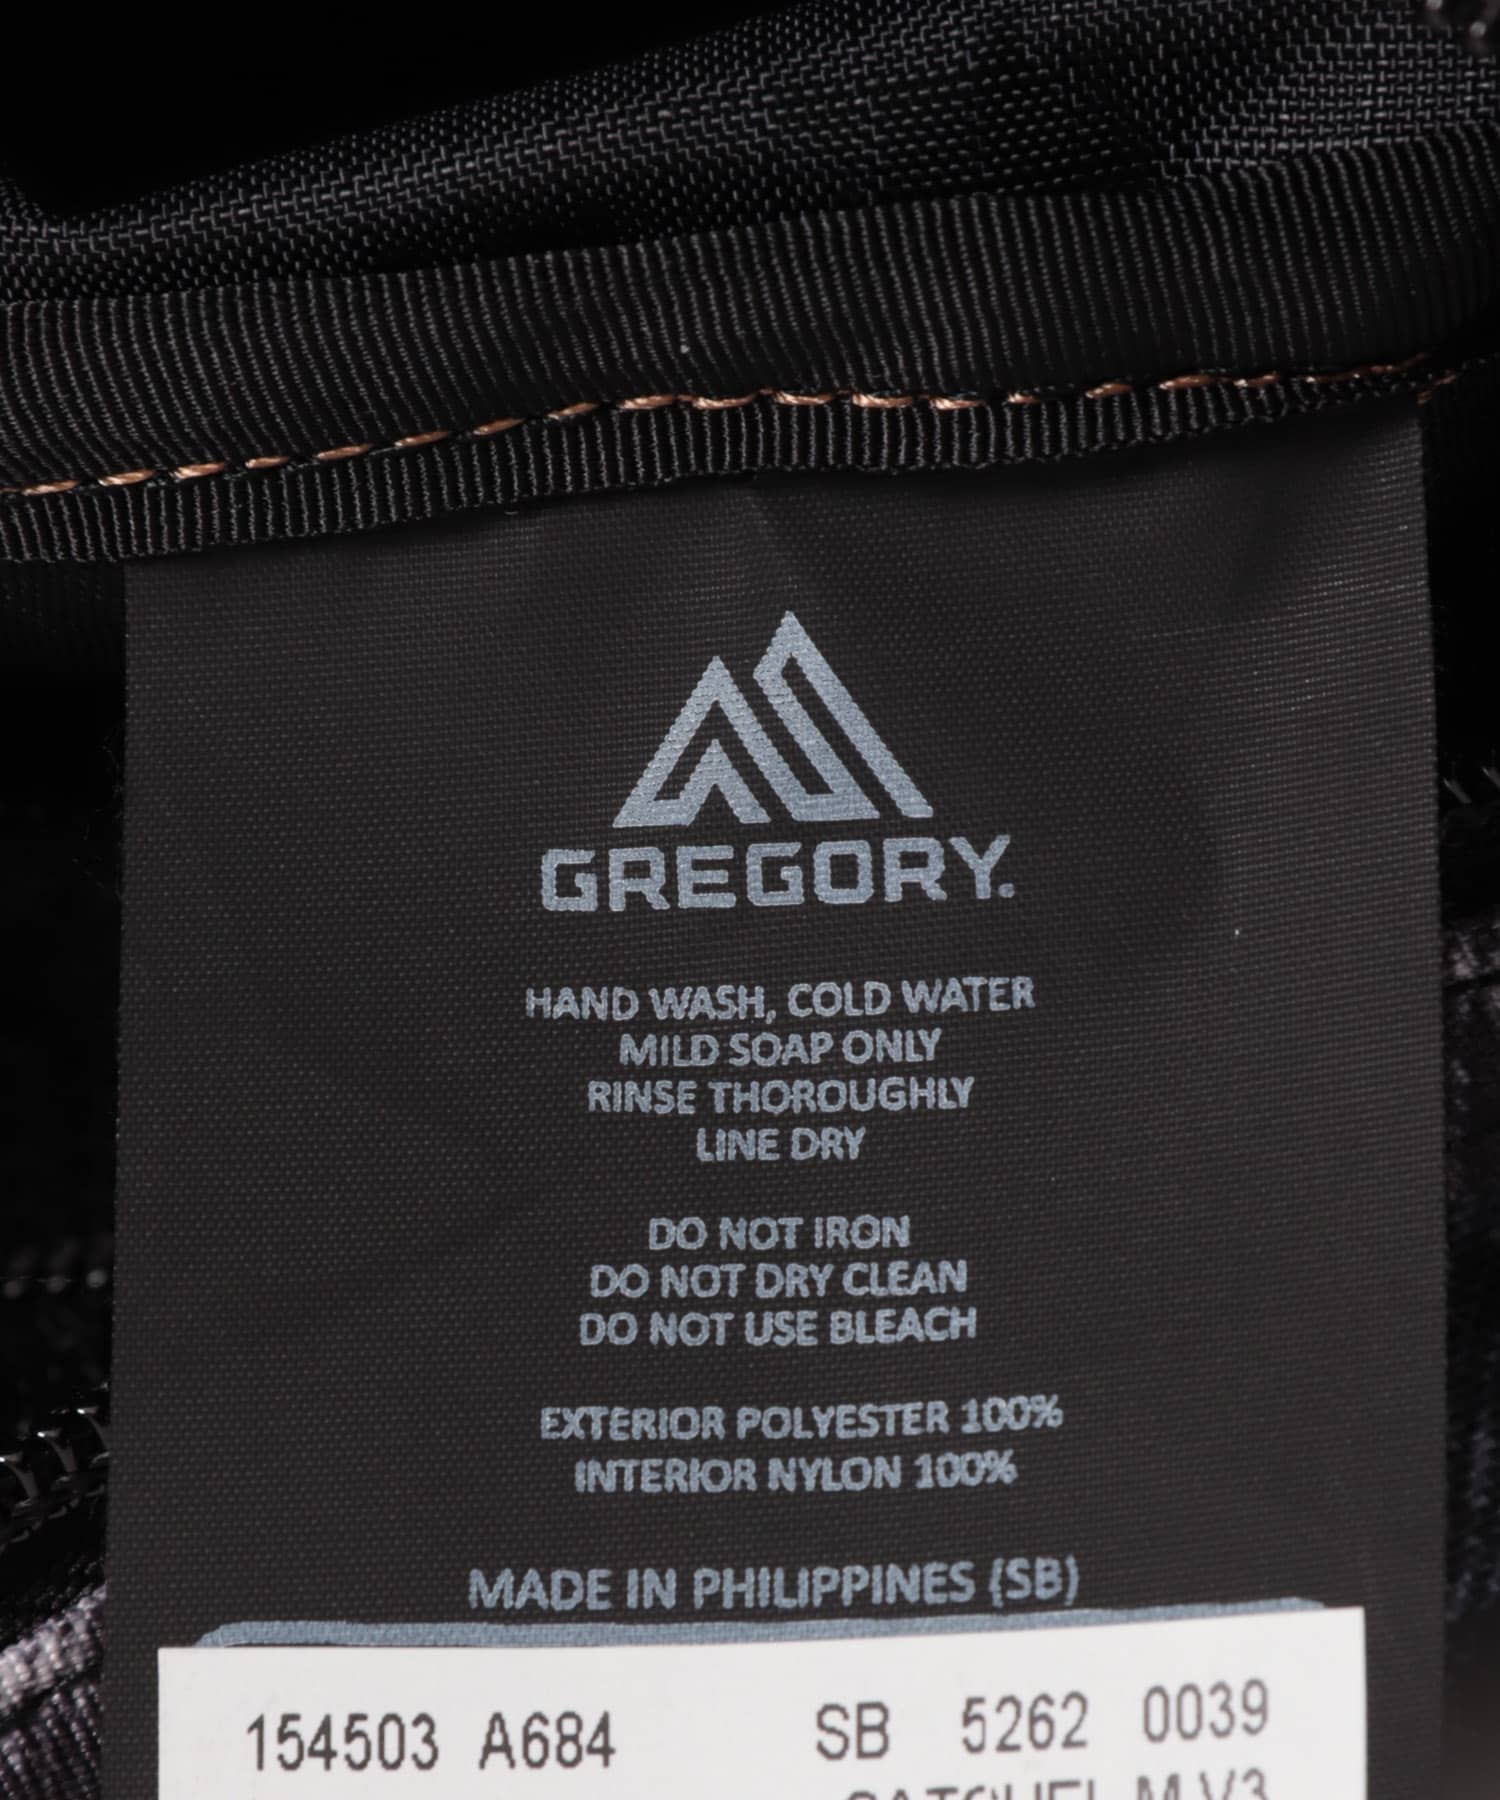 GREGORY.
HAND WASH, COLD WATER
MILD SOAP ONLY
RINSE THOROUGHLY
LINE DRY
DO NOT IRON
DO NOT DRY CLEAN
DO NOT USE BLEACH
EXTERIOR POLYESTER 100%
INTERIOR NYLON 100%
MADE IN PHILIPPINES (SB)
154503 A684 SB 5262 0039
M V3